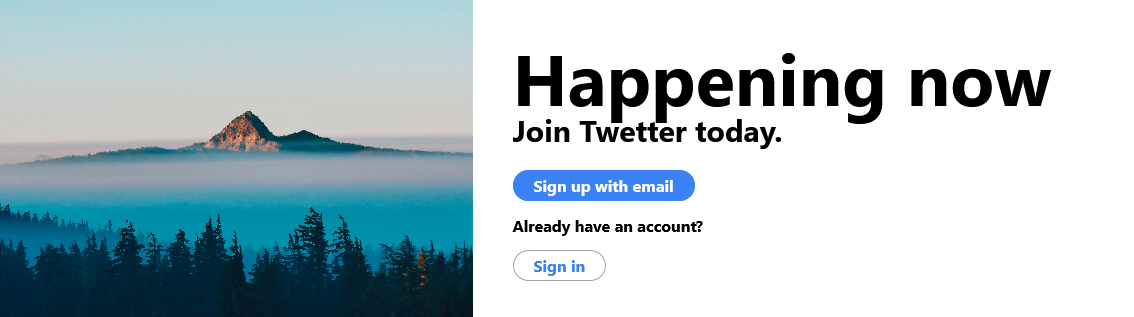 Happening now
Join Twetter today.
Sign up with email
Already have an account?
Sign in